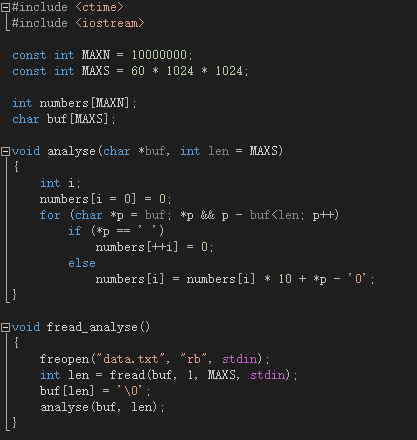 #include <ctime>
#include <iostream>
const int MAXN = 10000000;
const int MAXS = 60 * 1024 * 1024;
int numbers[MAXN];
char buf[MAXS];
void analyse(char *buf, int len = MAXS)
{
int i;
numbers[i = 0] = 0;
for (char *p = buf; *p && p - buf<len; p++)
if (*p == ' ')
numbers[++i] = 0;
else
numbers[i] = numbers[i] * 10 + *p - '0';
}
void fread_analyse()
{
freopen("data.txt", "rb", stdin);
int len = fread(buf, 1, MAXS, stdin);
buf[len] = '\0';
analyse(buf, len);
}